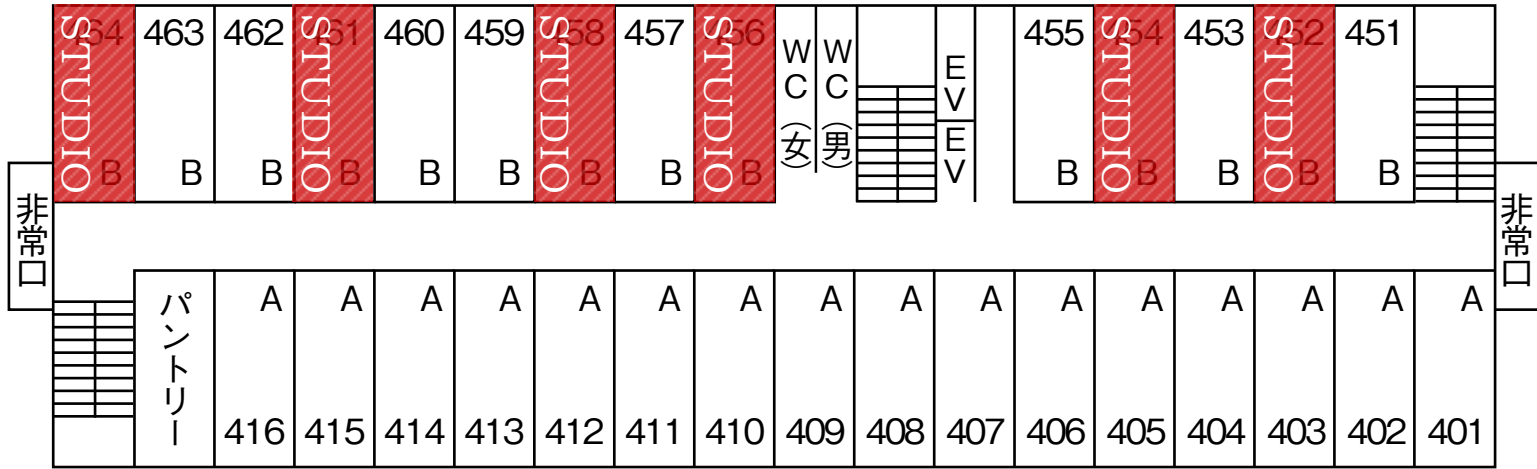 464 463 462 461 460 459 458 457 456 455 454 453 452 451
STUDIO STUDIO STUDIO STUDIO STUDIO STUDIO
WC(女)
WC(男)
EV
EV
B B B B B B B B B B B B B B
非常口
非常口
パントリー
A A A A A A A A A A A A A A A A
416 415 414 413 412 411 410 409 408 407 406 405 404 403 402 401